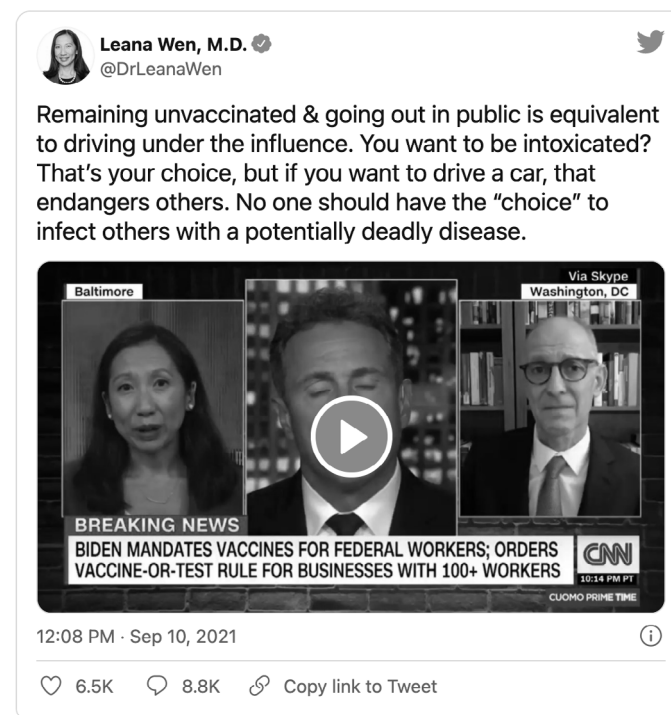 Leana Wen, M.D.
@DrLeanaWen
Remaining unvaccinated & going out in public is equivalent
to driving under the influence. You want to be intoxicated?
That’s your choice, but if you want to drive a car, that
endangers others. No one should have the “choice” to
infect others with a potentially deadly disease.
Baltimore
Via Skype
Washington, DC
BREAKING NEWS
BIDEN MANDATES VACCINES FOR FEDERAL WORKERS; ORDERS
VACCINE-OR-TEST RULE FOR BUSINESSES WITH 100+ WORKERS
CNN
10:14 PM PT
CUOMO PRIME TIME
12:08 PM · Sep 10, 2021
6.5K 8.8K Copy link to Tweet